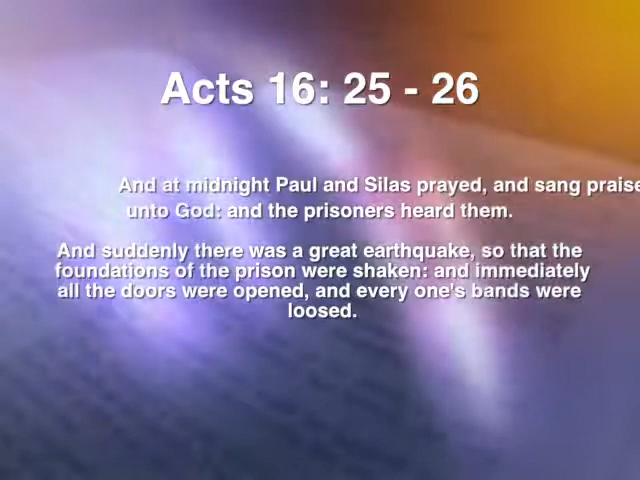 Acts 16: 25 - 26
And at midnight Paul and Silas prayed, and sang praise
unto God: and the prisoners heard them.
And suddenly there was a great earthquake, so that the
foundations of the prison were shaken: and immediately
all the doors were opened, and every one's bands were
loosed.